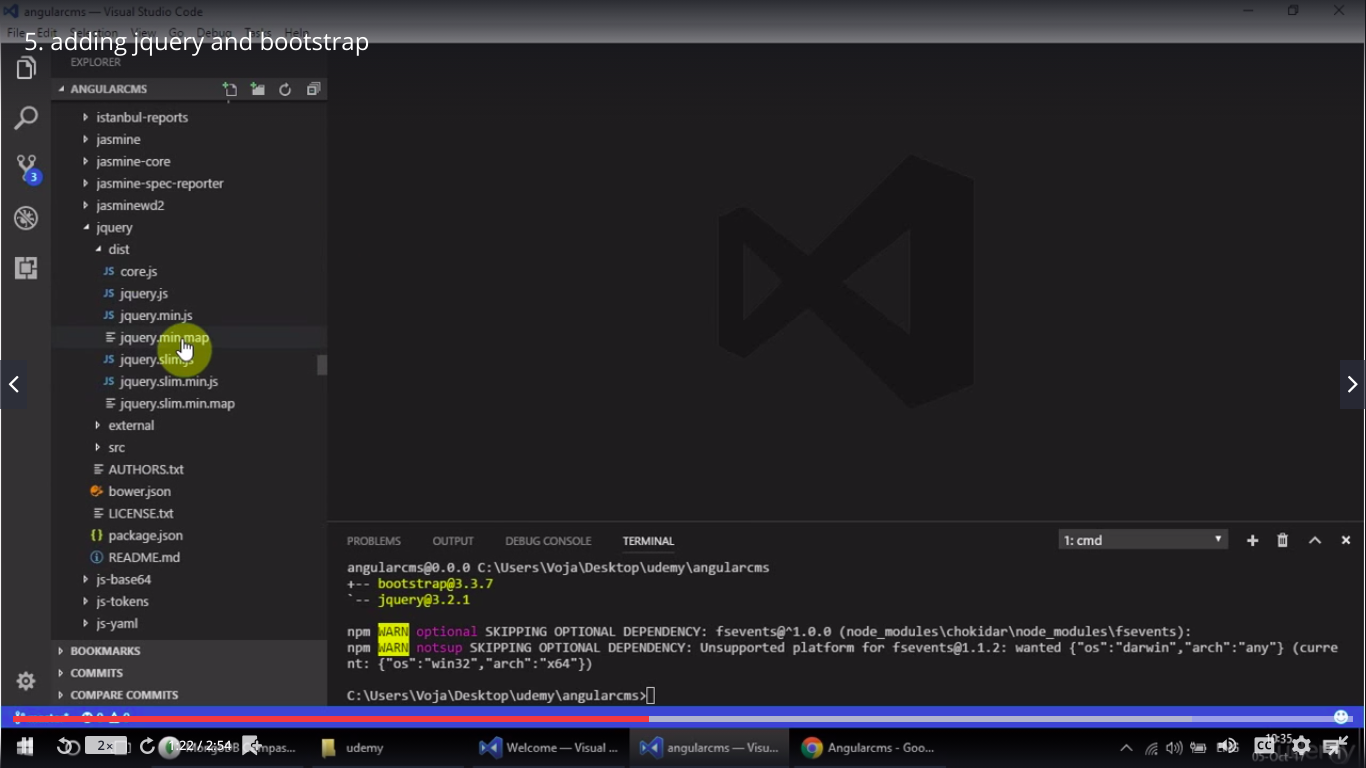 angularcms — Visual Studio Code
File Edit Selection View Go Debug Tasks Help
5. adding jquery and bootstrap
EXPLORER
ANGULARCMS
istanbul-reports
jasmine
jasmine-core
jasmine-spec-reporter
jasminewd2
jquery
dist
JS core.js
JS jquery.js
JS jquery.min.js
jquery.min.map
JS jquery.slim.js
JS jquery.slim.min.js
jquery.slim.min.map
external
src
AUTHORS.txt
bower.json
LICENSE.txt
{} package.json
README.md
js-base64
js-tokens
js-yaml
BOOKMARKS
COMMITS
COMPARE COMMITS
3
PROBLEMS OUTPUT DEBUG CONSOLE TERMINAL 1: cmd
angularcms@0.0.0 C:\Users\Voja\Desktop\udemy\angularcms
+-- bootstrap@3.3.7
`-- jquery@3.2.1
npm WARN optional SKIPPING OPTIONAL DEPENDENCY: fsevents@^1.0.0 (node_modules\chokidar\node_modules\fsevents):
npm WARN notsup SKIPPING OPTIONAL DEPENDENCY: Unsupported platform for fsevents@1.1.2: wanted {"os":"darwin","arch":"any"} (curre
nt: {"os":"win32","arch":"x64"})
C:\Users\Voja\Desktop\udemy\angularcms>
2x 1:22 / 2:54 udemy Welcome — Visual ... angularcms — Visu... Angularcms - Goo... CC 10:35